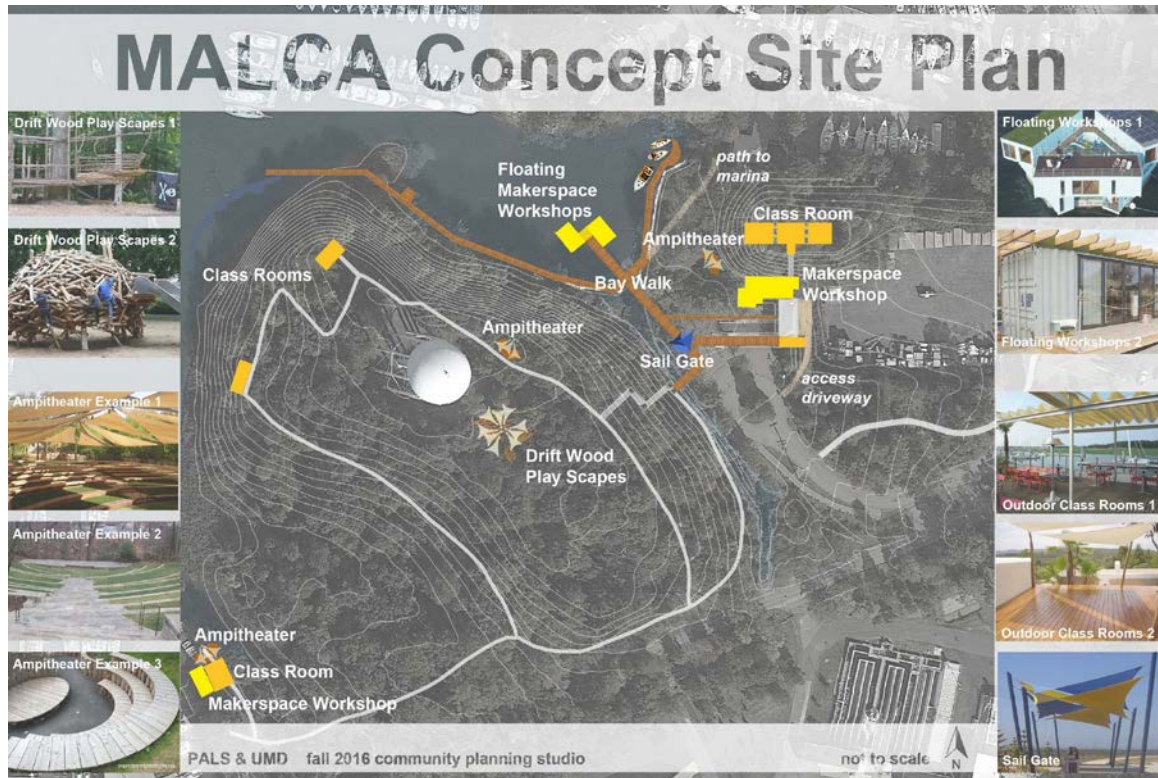 MALCA Concept Site Plan
Drift Wood Play Scapes 1
Drift Wood Play Scapes 2
Ampitheater Example 1
Ampitheater Example 2
Ampitheater Example 3
Floating
Makerspace
Workshops
path to
marina
Class Room
Ampitheater
Class Rooms
Bay Walk
Makerspace
Workshop
Ampitheater
Sail Gate
access
driveway
Drift Wood
Play Scapes
Ampitheater
Class Room
Makerspace Workshop
PALS & UMD fall 2016 community planning studio
not to scale
N
Floating Workshops 1
Floating Workshops 2
Outdoor Class Rooms 1
Outdoor Class Rooms 2
Sail Gate